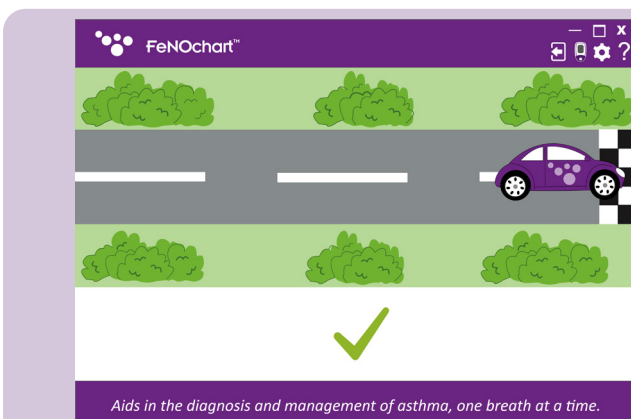 FeNOchart™
Aids in the diagnosis and management of asthma, one breath at a time.